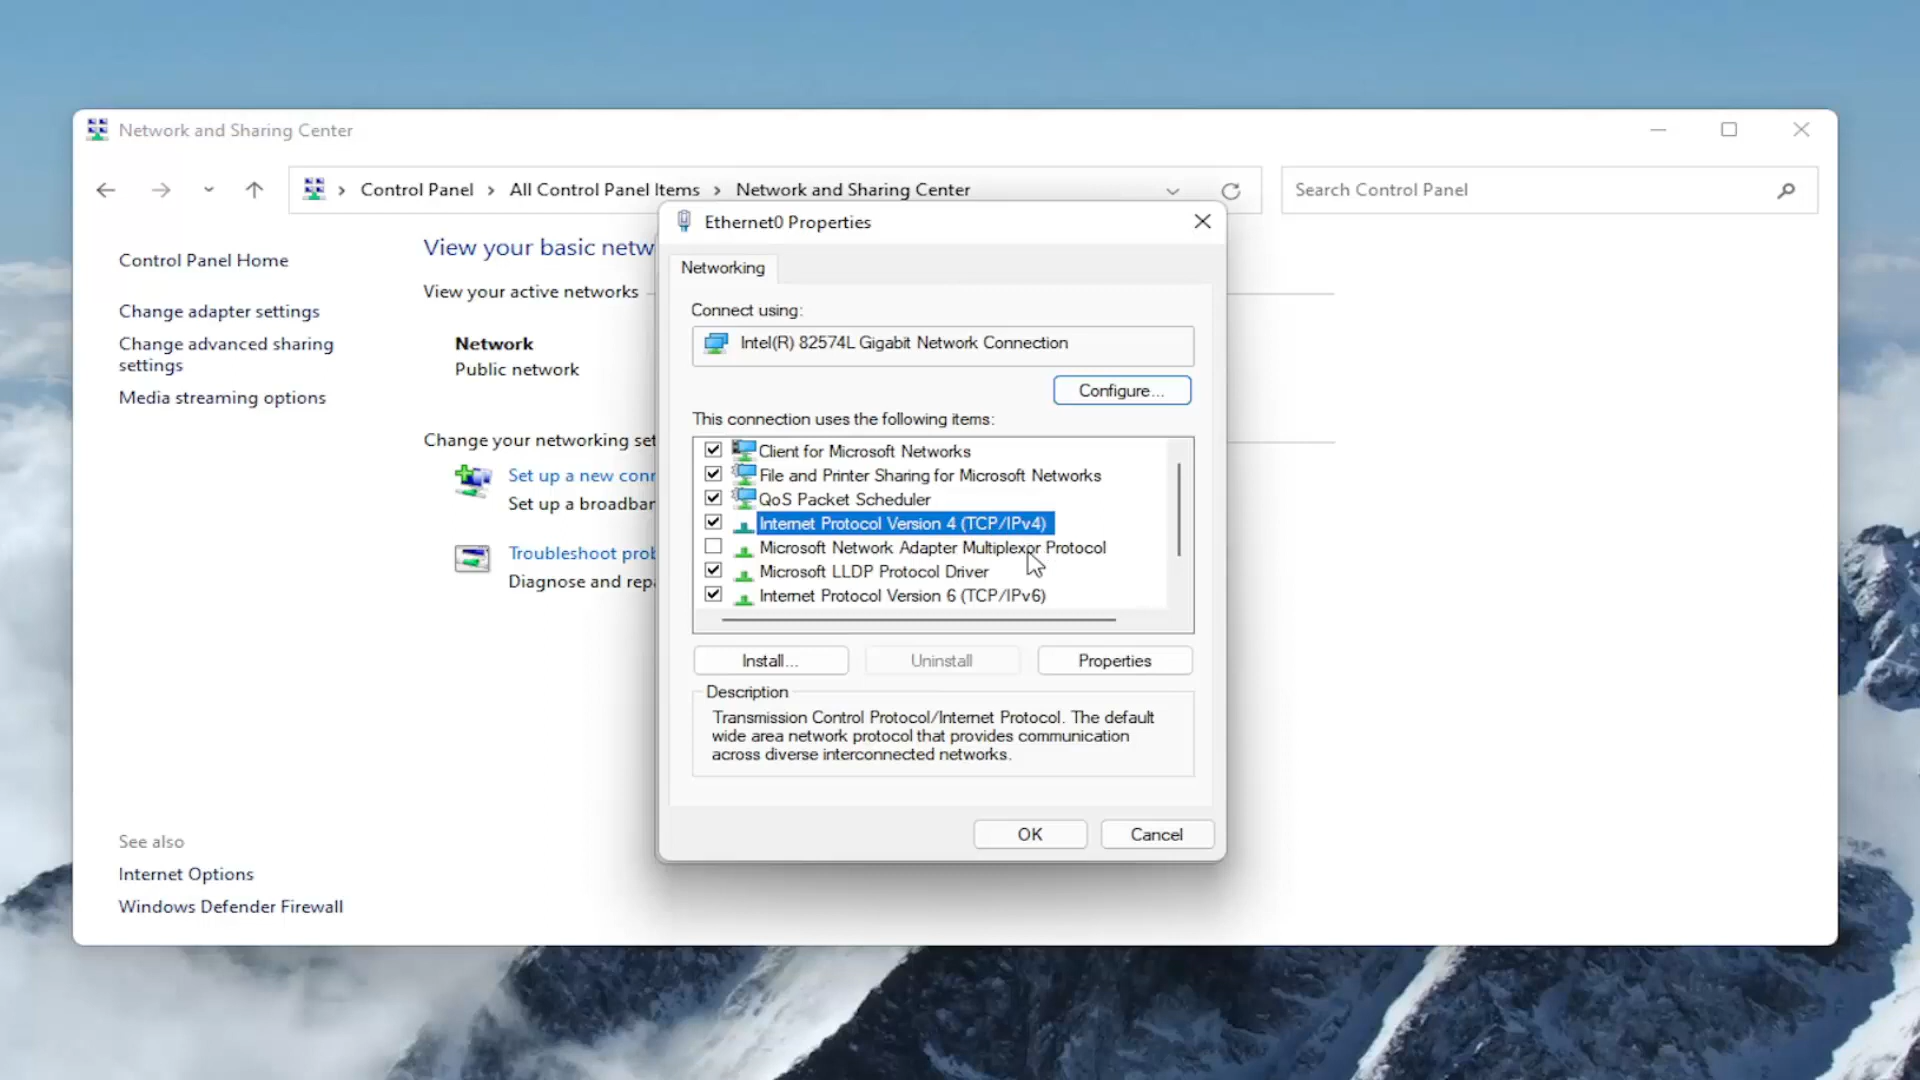 Network and Sharing Center
Control Panel > All Control Panel Items > Network and Sharing Center
Search Control Panel
Control Panel Home
Change adapter settings
Change advanced sharing
settings
Media streaming options
See also
Internet Options
Windows Defender Firewall
View your basic netw
View your active networks
Network
Public network
Change your networking set
Set up a new conn
Set up a broadban
Troubleshoot prob
Diagnose and repa
Ethernet0 Properties
Networking
Connect using:
Intel(R) 82574L Gigabit Network Connection
Configure...
This connection uses the following items:
Client for Microsoft Networks
File and Printer Sharing for Microsoft Networks
QoS Packet Scheduler
Internet Protocol Version 4 (TCP/IPv4)
Microsoft Network Adapter Multiplexor Protocol
Microsoft LLDP Protocol Driver
Internet Protocol Version 6 (TCP/IPv6)
Install...
Uninstall
Properties
Description
Transmission Control Protocol/Internet Protocol. The default
wide area network protocol that provides communication
across diverse interconnected networks.
OK
Cancel